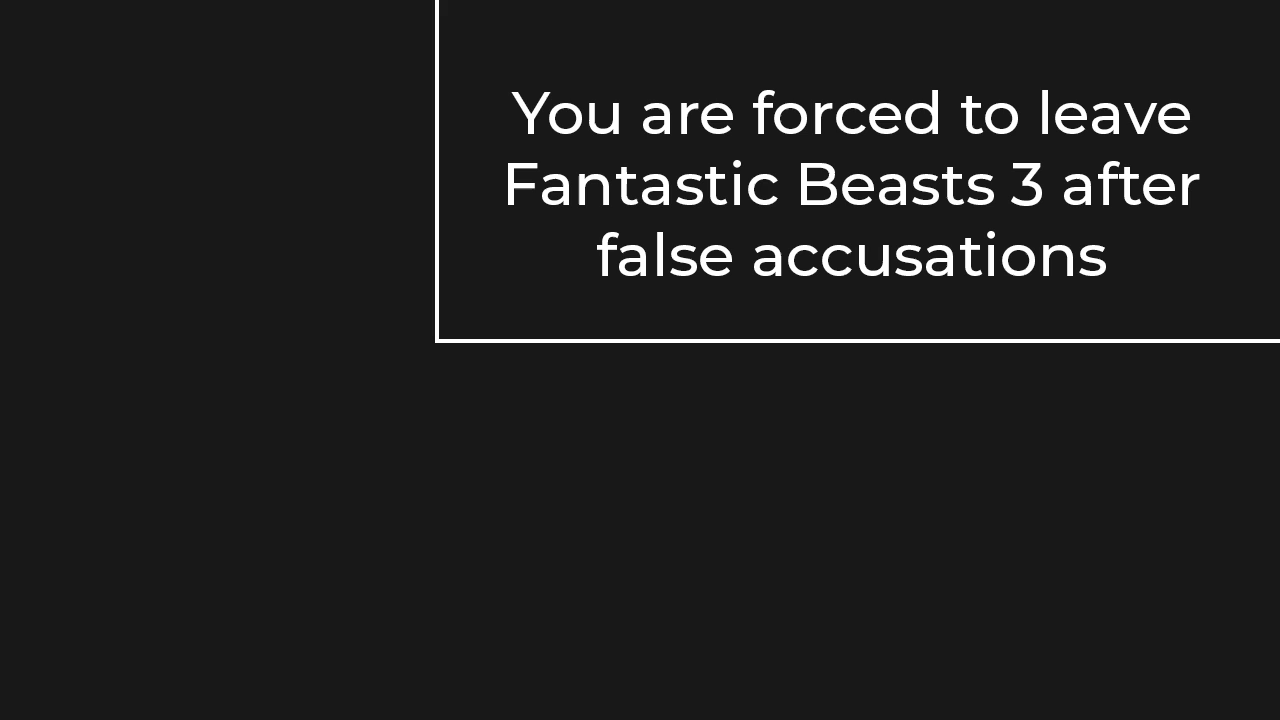 You are forced to leave
Fantastic Beasts 3 after
false accusations